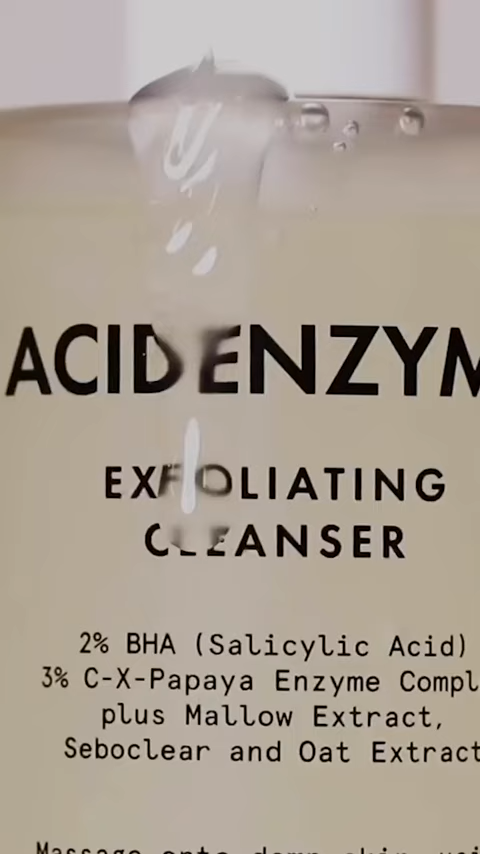 ACIDENZYM
EXFOLIATING
CLEANSER
2% BHA (Salicylic Acid)
3% C-X-Papaya Enzyme Compl
plus Mallow Extract,
Seboclear and Oat Extract